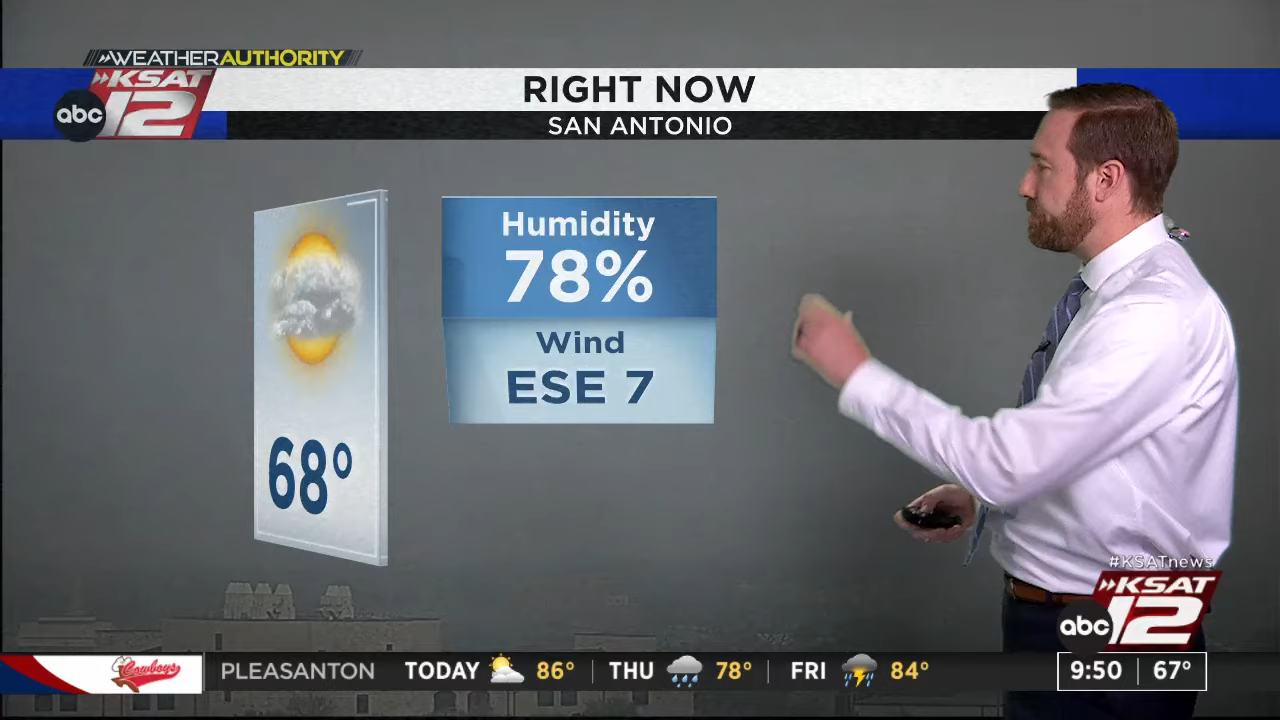 WEATHERAUTHORITY
KSAT
abc 12
RIGHT NOW
SAN ANTONIO
Humidity
78%
Wind
ESE 7
68°
#KSATnews
KSAT
abc 12
Cowboys
PLEASANTON TODAY 86° THU 78° FRI 84°
9:50 67°